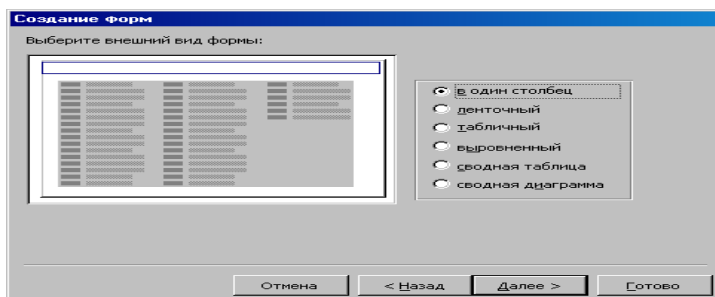 Создание форм
Выберите внешний вид формы:
в один столбец
ленточный
табличный
выровненный
сводная таблица
сводная диаграмма
Отмена
< Назад
Далее >
Готово